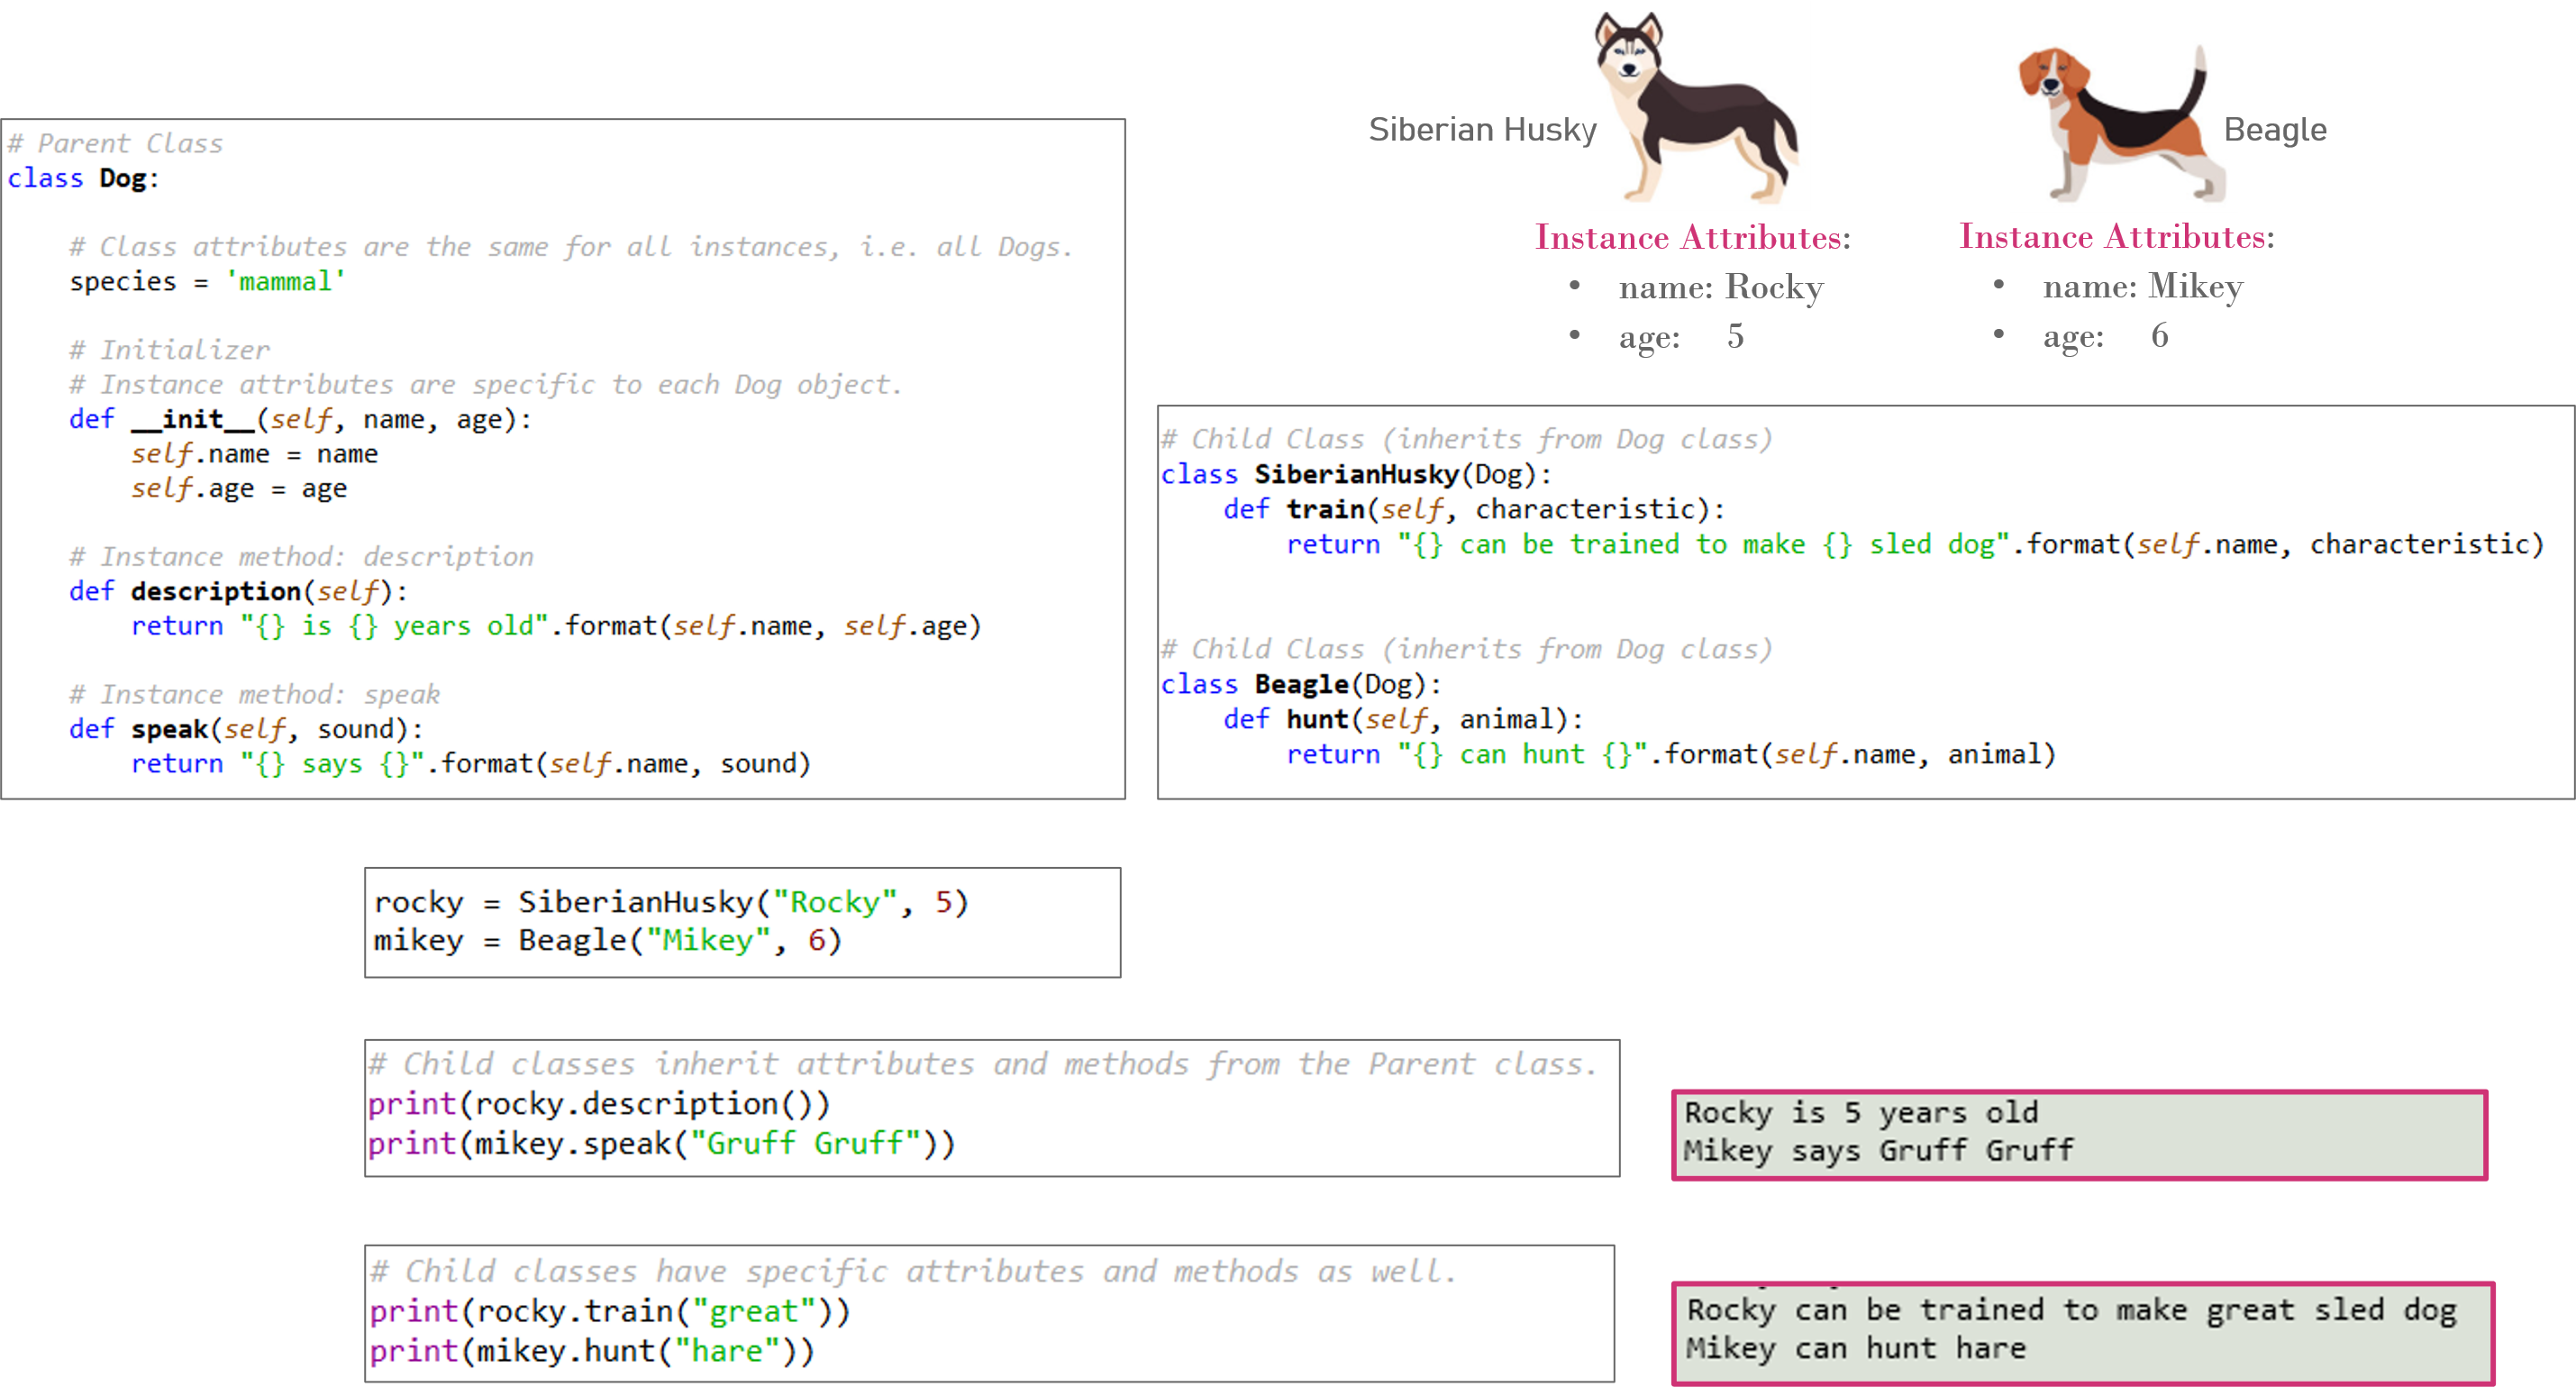 Siberian Husky
Beagle
Instance Attributes:
• name: Rocky
• age: 5
Instance Attributes:
• name: Mikey
• age: 6
# Parent Class
class Dog:
    # Class attributes are the same for all instances, i.e. all Dogs.
    species = 'mammal'
    # Initializer
    # Instance attributes are specific to each Dog object.
    def __init__(self, name, age):
        self.name = name
        self.age = age
    # Instance method: description
    def description(self):
        return "{} is {} years old".format(self.name, self.age)
    # Instance method: speak
    def speak(self, sound):
        return "{} says {}".format(self.name, sound)
# Child Class (inherits from Dog class)
class SiberianHusky(Dog):
    def train(self, characteristic):
        return "{} can be trained to make {} sled dog".format(self.name, characteristic)
# Child Class (inherits from Dog class)
class Beagle(Dog):
    def hunt(self, animal):
        return "{} can hunt {}".format(self.name, animal)
rocky = SiberianHusky("Rocky", 5)
mikey = Beagle("Mikey", 6)
# Child classes inherit attributes and methods from the Parent class.
print(rocky.description())
print(mikey.speak("Gruff Gruff"))
Rocky is 5 years old
Mikey says Gruff Gruff
# Child classes have specific attributes and methods as well.
print(rocky.train("great"))
print(mikey.hunt("hare"))
Rocky can be trained to make great sled dog
Mikey can hunt hare